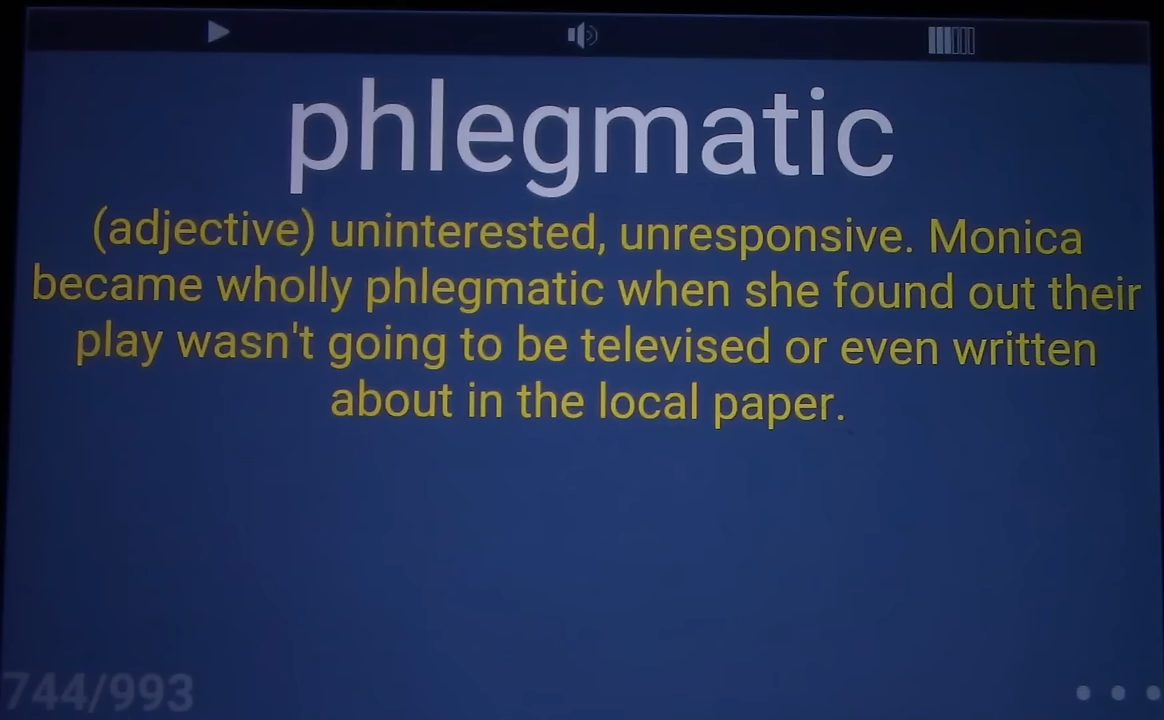 phlegmatic
(adjective) uninterested, unresponsive. Monica
became wholly phlegmatic when she found out their
play wasn't going to be televised or even written
about in the local paper.
744/993